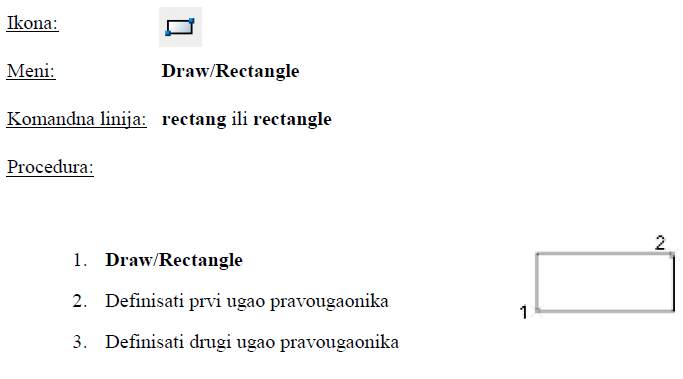 Ikona:
Meni: Draw/Rectangle
Komandna linija: rectang ili rectangle
Procedura:
2
1. Draw/Rectangle
2. Definisati prvi ugao pravougaonika
1
3. Definisati drugi ugao pravougaonika